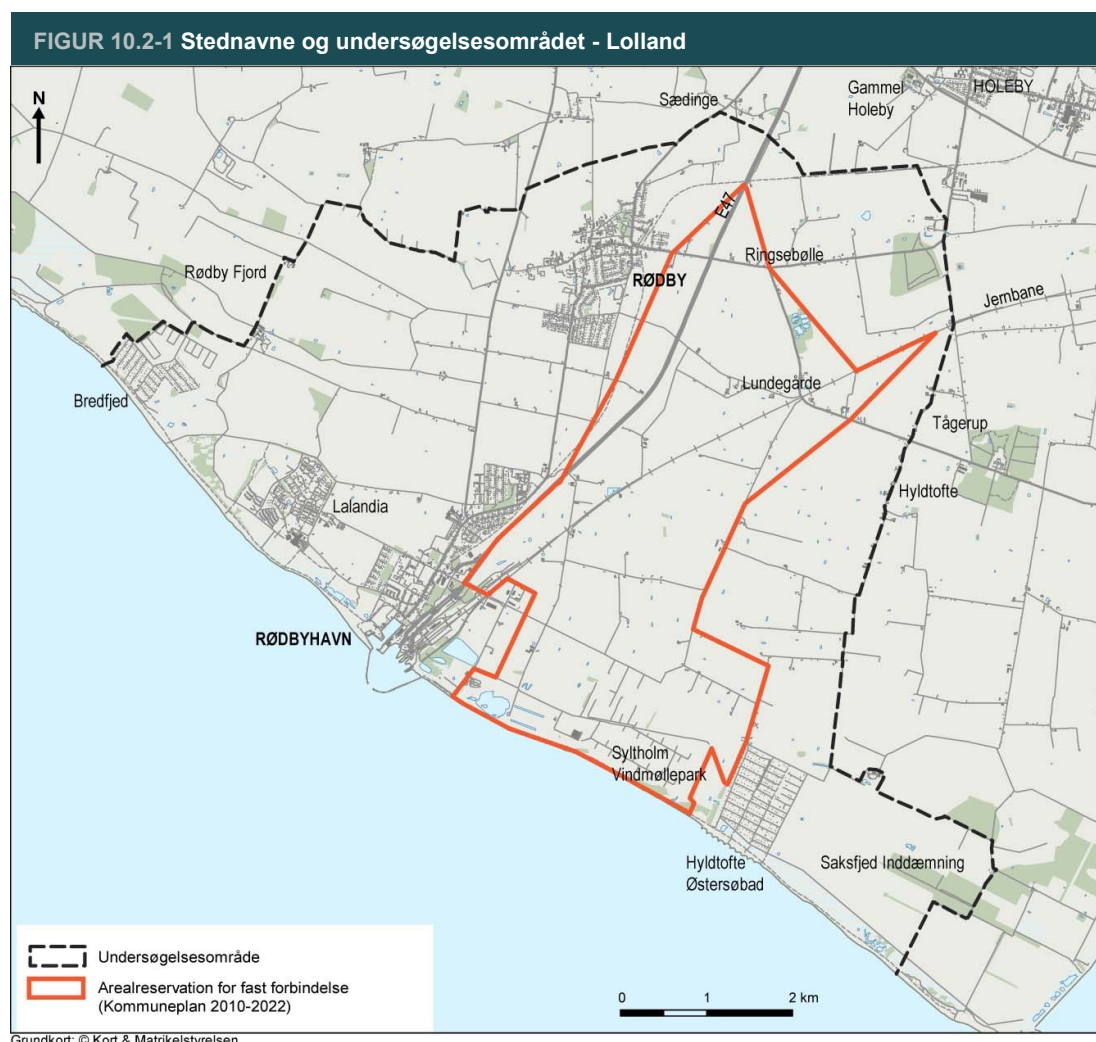 FIGUR 10.2-1 Stednavne og undersøgelsesområdet - Lolland
N
Sædinge
Gammel
Holeby
HOLEBY
E47
Rødby Fjord
RØDBY
Ringsebølle
Jernbane
Bredfjed
Lundegårde
Tågerup
Hyldtofte
Lalandia
RØDBYHAVN
Syltholm
Vindmøllepark
Hyldtofte
Østersøbad
Saksfjed Inddæmning
Undersøgelsesområde
Arealreservation for fast forbindelse
(Kommuneplan 2010-2022)
0 1 2 km
Grundkort: © Kort & Matrikelstyrelsen